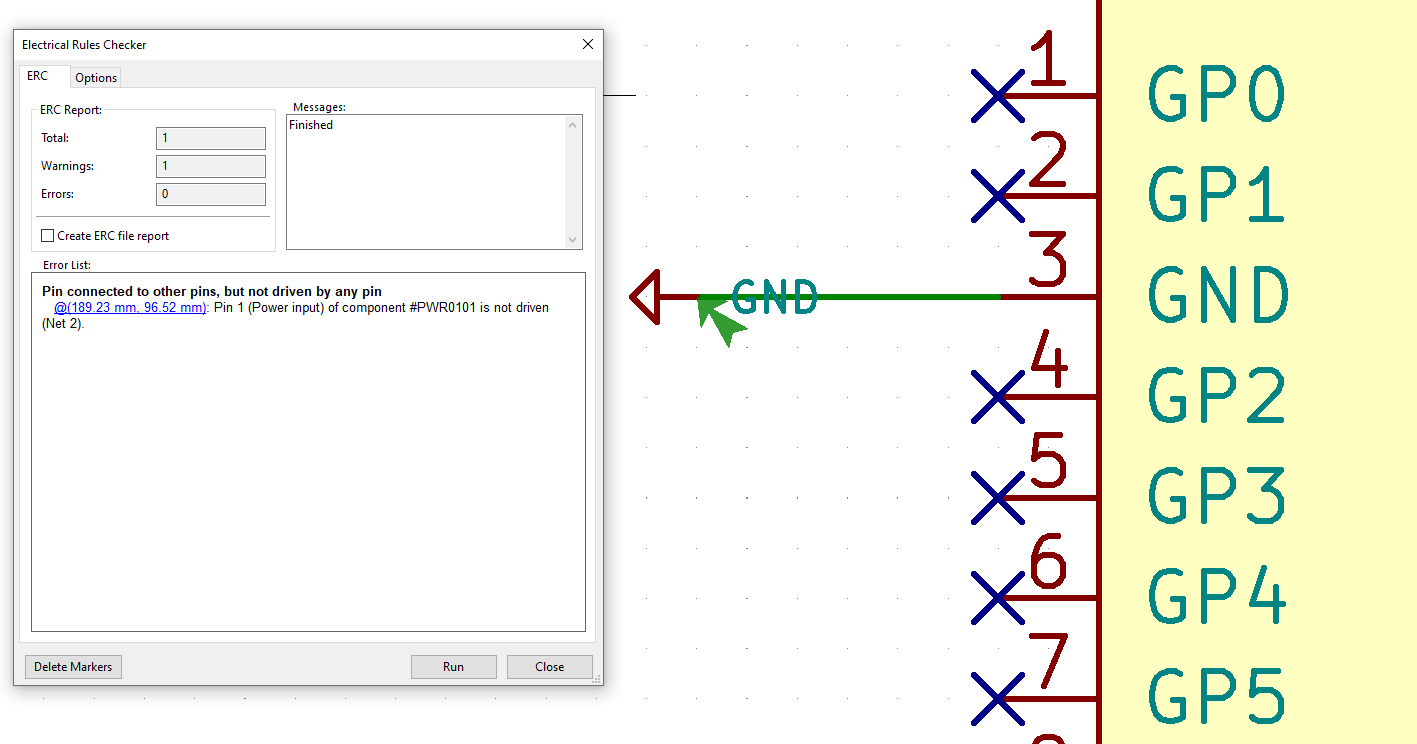 Electrical Rules Checker
ERC
Options
ERC Report:
Total:
1
Warnings:
1
Errors:
0
Create ERC file report
Messages:
Finished
Error List:
Pin connected to other pins, but not driven by any pin
@(189.23 mm, 96.52 mm): Pin 1 (Power input) of component #PWR0101 is not driven
(Net 2).
Delete Markers
Run
Close
1
GP0
2
GP1
3
GND
GND
4
GP2
5
GP3
6
GP4
7
GP5